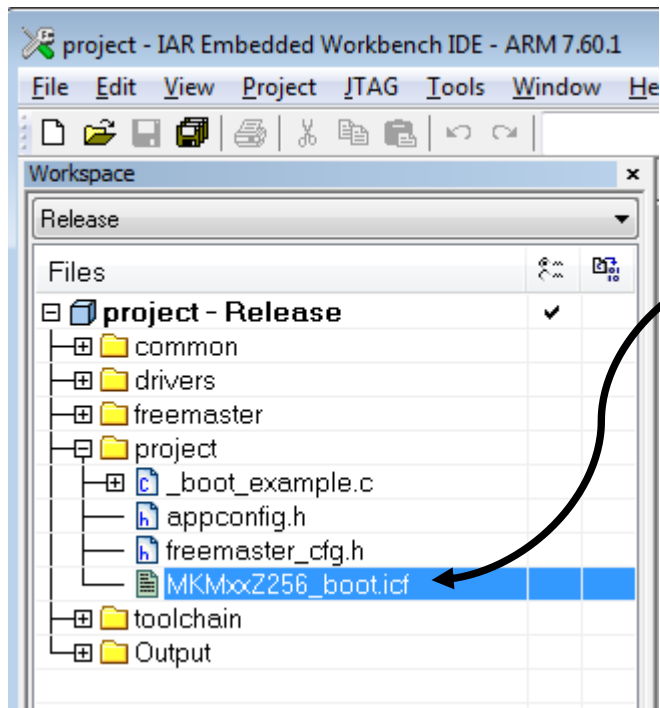 project - IAR Embedded Workbench IDE - ARM 7.60.1
File Edit View Project JTAG Tools Window He
Workspace
Release
Files
project - Release
common
drivers
freemaster
project
_boot_example.c
appconfig.h
freemaster_cfg.h
MKMxxZ256_boot.icf
toolchain
Output